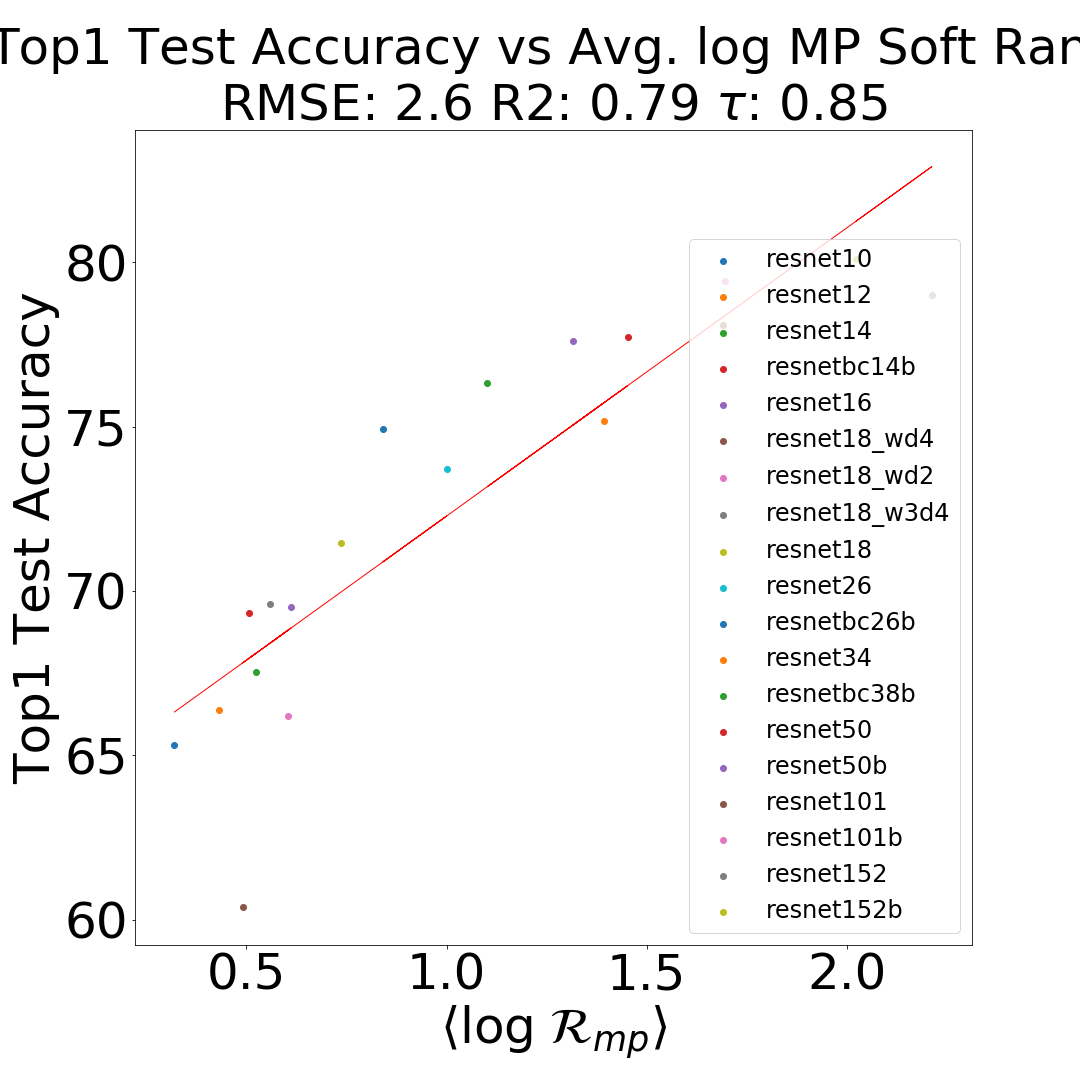 Top1 Test Accuracy vs Avg. log MP Soft Ran
RMSE: 2.6 R2: 0.79 τ: 0.85
Top1 Test Accuracy
80
75
70
65
60
resnet10
resnet12
resnet14
resnetbc14b
resnet16
resnet18_wd4
resnet18_wd2
resnet18_w3d4
resnet18
resnet26
resnetbc26b
resnet34
resnetbc38b
resnet50
resnet50b
resnet101
resnet101b
resnet152
resnet152b
0.5 1.0 1.5 2.0
⟨log ℛ_mp⟩